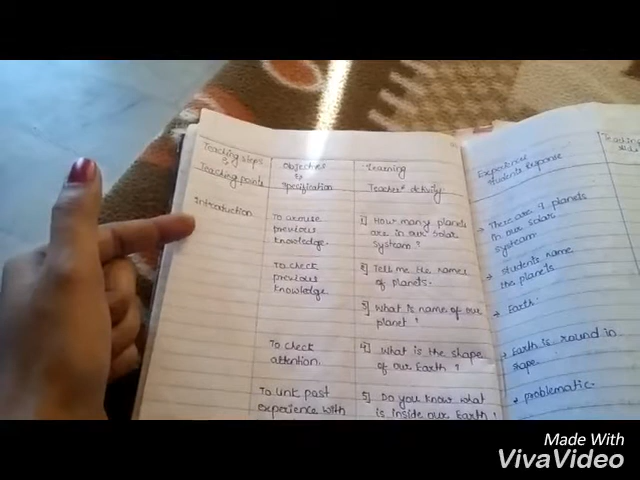 Teaching steps
&
Teaching points
Objectives
&
specification
Learning
Teacher's activity
Experience
students Response
Teaching
Introduction
To arouse
previous
knowledge.
1] How many planets
are in our solar
systeam ?
→ There are 9 planets
in our solar
systeam
To check
previous
knowledge
2] Tell me the names
of planets.
→ students name
the planets
3] What is name of our
planet ?
→ Earth.
To check
attention.
4] What is the shape
of our Earth ?
→ Earth is round in
shape.
To link past
experience with
5] Do you know what
is inside our Earth ?
→ problematic.
Made With
VivaVideo